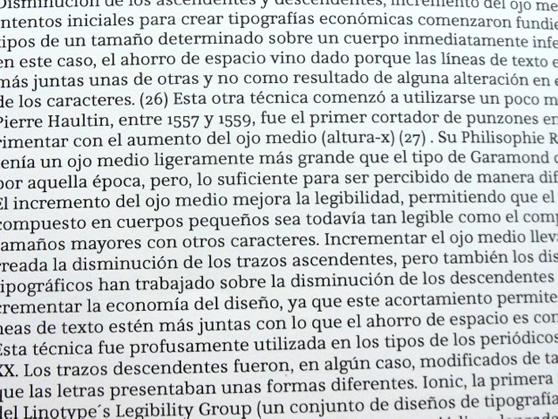 Disminución de los ascendentes y descendentes, incremento del ojo me
ntentos iniciales para crear tipografías económicas comenzaron fundie
tipos de un tamaño determinado sobre un cuerpo inmediatamente infe
en este caso, el ahorro de espacio vino dado porque las líneas de texto e
más juntas unas de otras y no como resultado de alguna alteración en e
de los caracteres. (26) Esta otra técnica comenzó a utilizarse un poco m
Pierre Haultin, entre 1557 y 1559, fue el primer cortador de punzones en
rimentar con el aumento del ojo medio (altura-x) (27) . Su Philisophie R
enía un ojo medio ligeramente más grande que el tipo de Garamond d
por aquella época, pero, lo suficiente para ser percibido de manera dif
El incremento del ojo medio mejora la legibilidad, permitiendo que el
compuesto en cuerpos pequeños sea todavía tan legible como el comp
tamaños mayores con otros caracteres. Incrementar el ojo medio llev
rreada la disminución de los trazos ascendentes, pero también los dis
tipográficos han trabajado sobre la disminución de los descendentes
crementar la economía del diseño, ya que este acortamiento permite
neas de texto estén más juntas con lo que el ahorro de espacio es con
Esta técnica fue profusamente utilizada en los tipos de los periódicos
XX. Los trazos descendentes fueron, en algún caso, modificados de ta
que las letras presentaban unas formas diferentes. Ionic, la primera
del Linotype´s Legibility Group (un conjunto de diseños de tipografía